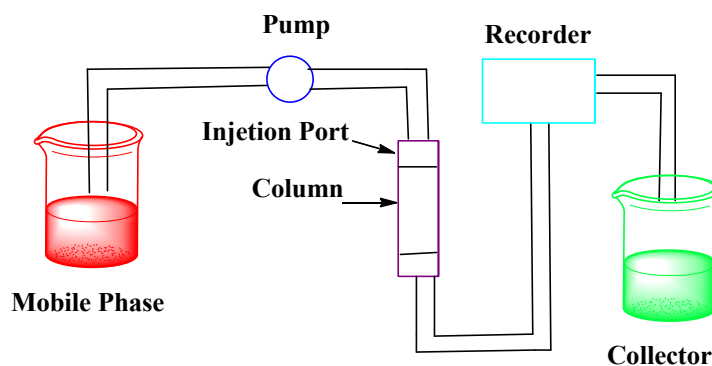 Pump
Recorder
Injetion Port
Column
Mobile Phase
Collector